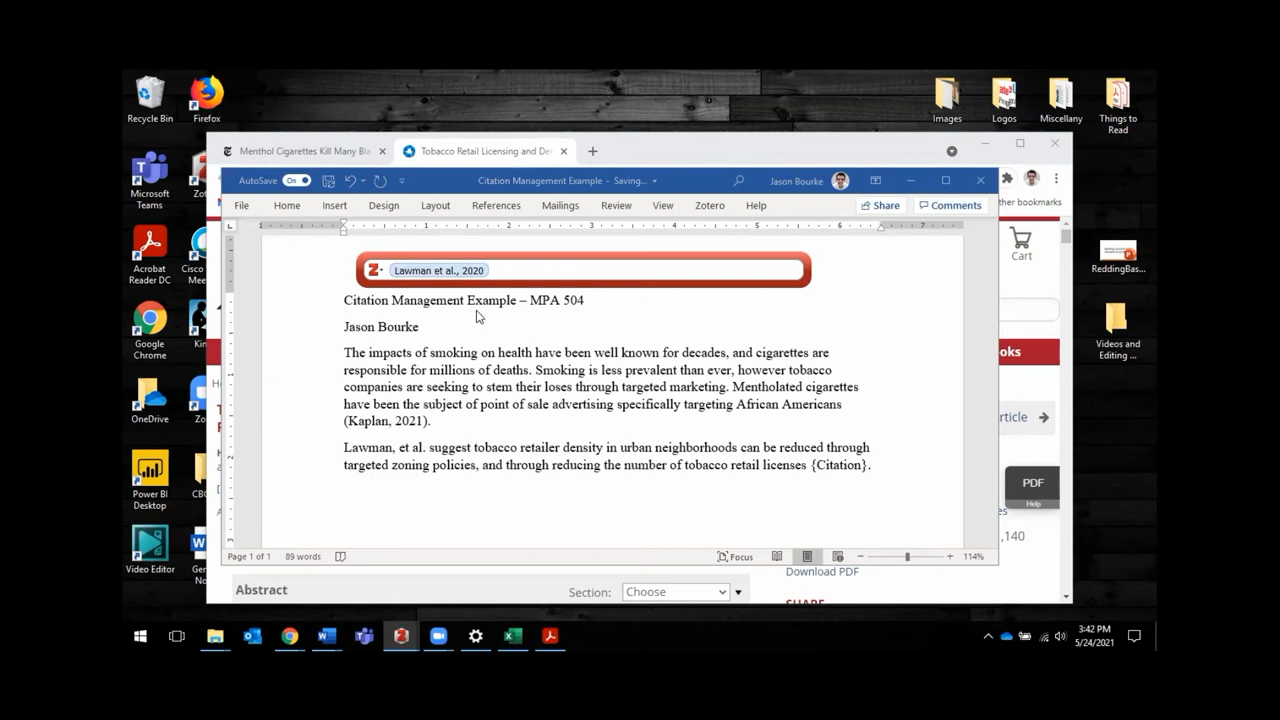 Recycle Bin
Firefox
Images
Logos
Miscellany
Things to
Read
Menthol Cigarettes Kill Many Bla
Tobacco Retail Licensing and De
AutoSave On
Citation Management Example - Saving...
Jason Bourke
Microsoft
Teams
File Home Insert Design Layout References Mailings Review View Zotero Help Share Comments
Cart
Acrobat
Reader DC
Cisco
ReddingBas...
Z Lawman et al., 2020
Citation Management Example – MPA 504
Jason Bourke
The impacts of smoking on health have been well known for decades, and cigarettes are
responsible for millions of deaths. Smoking is less prevalent than ever, however tobacco
companies are seeking to stem their loses through targeted marketing. Mentholated cigarettes
have been the subject of point of sale advertising specifically targeting African Americans
(Kaplan, 2021).
Lawman, et al. suggest tobacco retailer density in urban neighborhoods can be reduced through
targeted zoning policies, and through reducing the number of tobacco retail licenses {Citation}.
Google
Chrome
Videos and
Editing ...
OneDrive
Power BI
Desktop
Video Editor
PDF
Help
,140
Page 1 of 1 89 words Focus 114%
Download PDF
Abstract Section: Choose
3:42 PM
5/24/2021